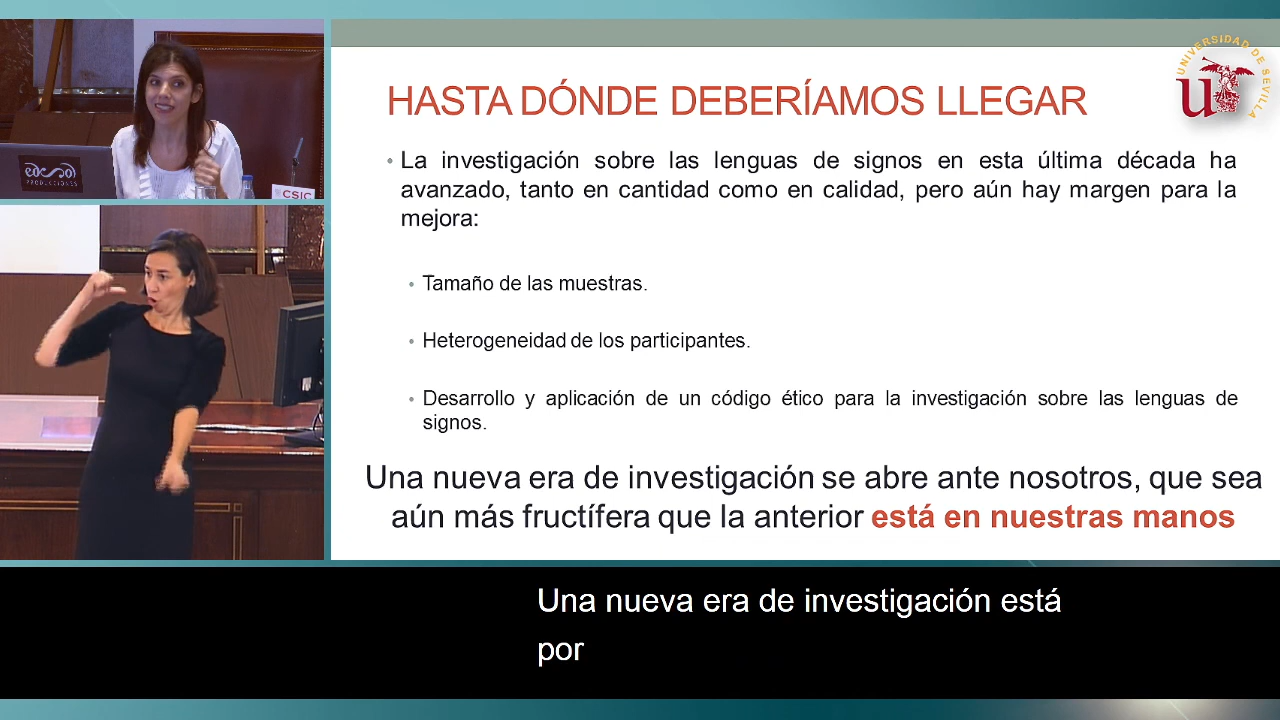 HASTA DÓNDE DEBERÍAMOS LLEGAR
UNIVERSIDAD DE SEVILLA
• La investigación sobre las lenguas de signos en esta última década ha
avanzado, tanto en cantidad como en calidad, pero aún hay margen para la
mejora:
• Tamaño de las muestras.
• Heterogeneidad de los participantes.
• Desarrollo y aplicación de un código ético para la investigación sobre las lenguas de
signos.
Una nueva era de investigación se abre ante nosotros, que sea
aún más fructífera que la anterior está en nuestras manos
PRODUCCIONES
CSIC
Una nueva era de investigación está
por